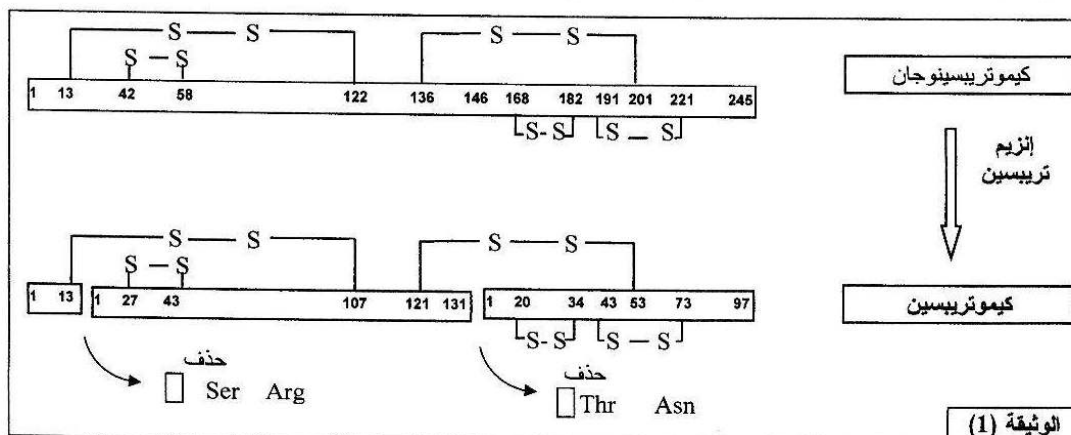 S S
S S
S S
1 13 42 58 122 136 146 168 182 191 201 221 245
S - S
S S
كيموتريبسينوجان
إنزيم
تريبسين
S S
S S
S S
1 13
1 27 43 107 121 131
1 20 34 43 53 73 97
S - S
S S
كيموتريبسين
حذف
Ser Arg
حذف
Thr Asn
الوثيقة (1)